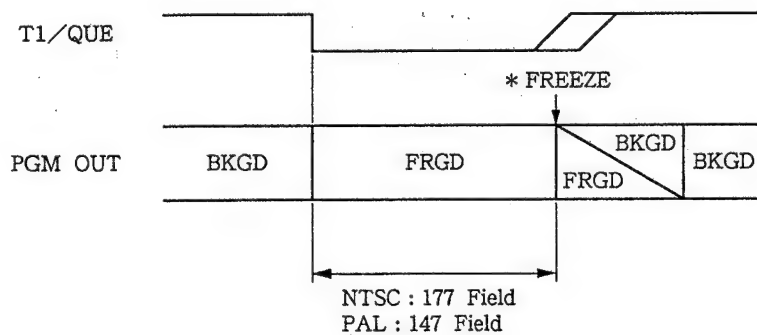 T1/QUE
* FREEZE
PGM OUT
BKGD
FRGD
BKGD
FRGD
BKGD
NTSC : 177 Field
PAL : 147 Field